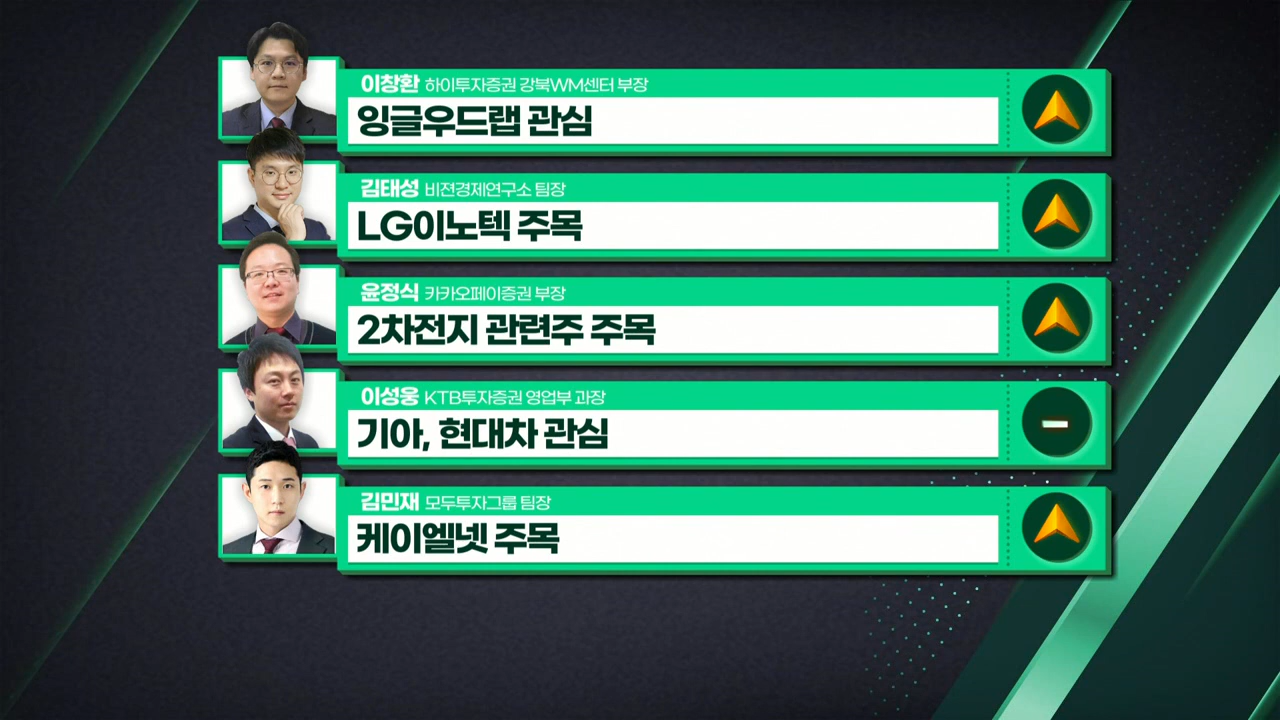 이창환 하이투자증권 강북WM센터 부장
잉글우드랩 관심
김태성 비젼경제연구소 팀장
LG이노텍 주목
윤정식 카카오페이증권 부장
2차전지 관련주 주목
이성웅 KTB투자증권 영업부 과장
기아, 현대차 관심
김민재 모두투자그룹 팀장
케이엘넷 주목